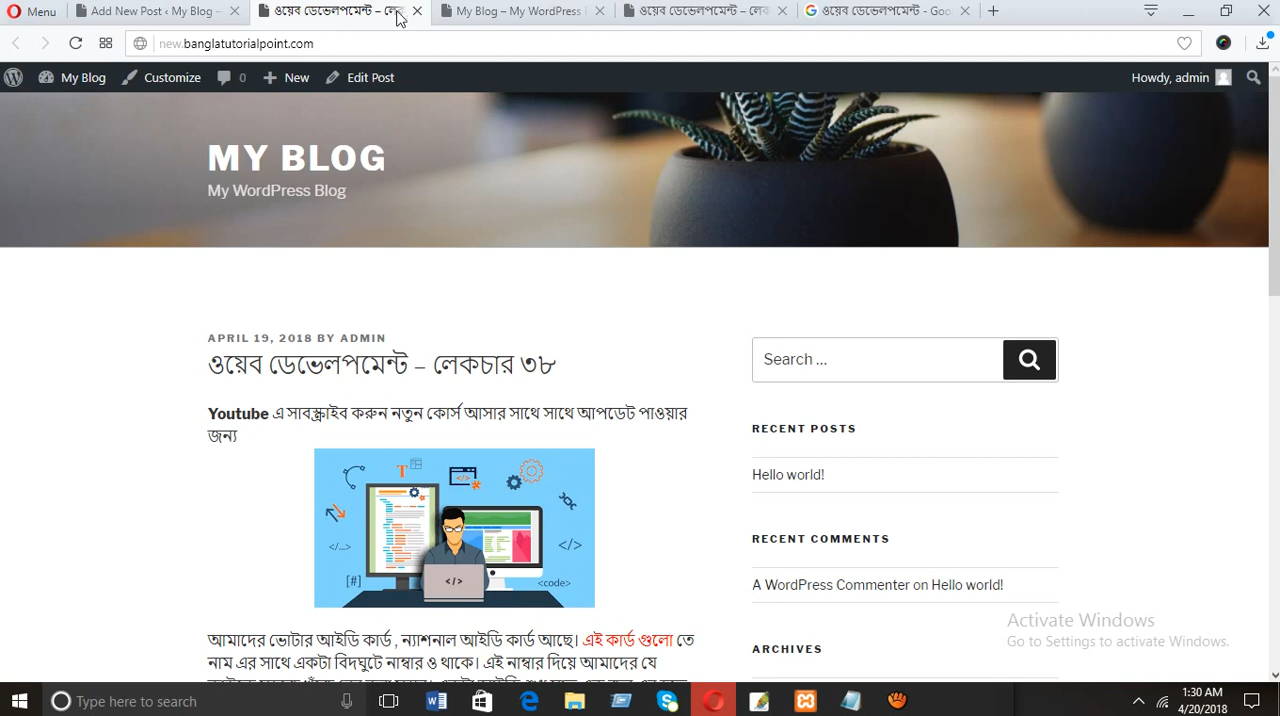 Menu
Add New Post ‹ My Blog –
ওয়েব ডেভেলপমেন্ট – লেক
My Blog – My WordPress
ওয়েব ডেভেলপমেন্ট – লেক
ওয়েব ডেভেলপমেন্ট - Goo
new.banglatutorialpoint.com
My Blog
Customize
0
New
Edit Post
Howdy, admin
MY BLOG
My WordPress Blog
APRIL 19, 2018 BY ADMIN
ওয়েব ডেভেলপমেন্ট – লেকচার ৩৮
Youtube এ সাবস্ক্রাইব করুন নতুন কোর্স আসার সাথে সাথে আপডেট পাওয়ার
জন্য
T
</>
</>
</...>
[#]
</>
<code>
আমাদের ভোটার আইডি কার্ড , ন্যাশনাল আইডি কার্ড আছে। এই কার্ড গুলো তে
নাম এর সাথে একটা বিদঘূটে নাম্বার ও থাকে। এই নাম্বার দিয়ে আমাদের যে
Search ...
RECENT POSTS
Hello world!
RECENT COMMENTS
A WordPress Commenter on Hello world!
ARCHIVES
Activate Windows
Go to Settings to activate Windows.
Type here to search
1:30 AM
4/20/2018